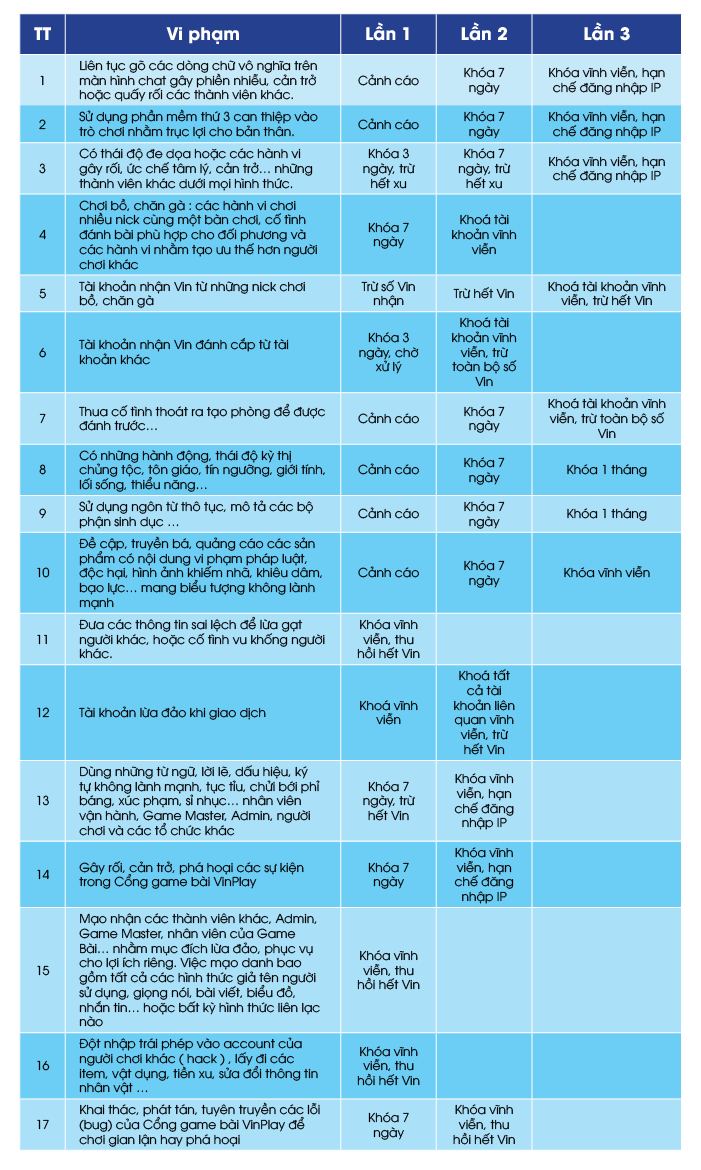 TT Vi phạm Lần 1 Lần 2 Lần 3
1
Liên tục gõ các dòng chữ vô nghĩa trên
màn hình chat gây phiền nhiễu, cản trở
hoặc quấy rối các thành viên khác.
Cảnh cáo
Khóa 7
ngày
Khóa vĩnh viễn, hạn
chế đăng nhập IP
2
Sử dụng phần mềm thứ 3 can thiệp vào
trò chơi nhằm trục lợi cho bản thân.
Cảnh cáo
Khóa 7
ngày
Khóa vĩnh viễn, hạn
chế đăng nhập IP
3
Có thái độ đe dọa hoặc các hành vi
gây rối, ức chế tâm lý, cản trở... những
thành viên khác dưới mọi hình thức.
Khóa 3
ngày, trừ
hết xu
Khóa 7
ngày, trừ
hết xu
Khóa vĩnh viễn, hạn
chế đăng nhập IP
4
Chơi bồ, chăn gà : các hành vi chơi
nhiều nick cùng một bàn chơi, cố tình
đánh bài phù hợp cho đối phương và
các hành vi nhằm tạo ưu thế hơn người
chơi khác
Khóa 7
ngày
Khoá tài
khoản vĩnh
viễn
5
Tài khoản nhận Vin từ những nick chơi
bồ, chăn gà
Trừ số Vin
nhận
Trừ hết Vin
Khoá tài khoản vĩnh
viễn, trừ hết Vin
6
Tài khoản nhận Vin đánh cắp từ tài
khoản khác
Khóa 3
ngày, chờ
xử lý
Khoá tài
khoản vĩnh
viễn, trừ
toàn bộ số
Vin
7
Thua cố tình thoát ra tạo phòng để được
đánh trước...
Cảnh cáo
Khóa 7
ngày
Khoá tài khoản vĩnh
viễn, trừ toàn bộ số
Vin
8
Có những hành động, thái độ kỳ thị
chủng tộc, tôn giáo, tín ngưỡng, giới tính,
lối sống, thiểu năng...
Cảnh cáo
Khóa 7
ngày
Khóa 1 tháng
9
Sử dụng ngôn từ thô tục, mô tả các bộ
phận sinh dục ...
Cảnh cáo
Khóa 7
ngày
Khóa 1 tháng
10
Đề cập, truyền bá, quảng cáo các sản
phẩm có nội dung vi phạm pháp luật,
độc hại, hình ảnh khiếm nhã, khiêu dâm,
bạo lực... mang biểu tượng không lành
mạnh
Cảnh cáo
Khóa 7
ngày
Khóa vĩnh viễn
11
Đưa các thông tin sai lệch để lừa gạt
người khác, hoặc cố tình vu khống người
khác.
Khóa vĩnh
viễn, thu
hồi hết Vin
12
Tài khoản lừa đảo khi giao dịch
Khoá vĩnh
viễn
Khoá tất
cả tài
khoản liên
quan vĩnh
viễn, trừ
hết Vin
13
Dùng những từ ngữ, lời lẽ, dấu hiệu, ký
tự không lành mạnh, tục tỉu, chửi bới phỉ
báng, xúc phạm, sỉ nhục... nhân viên
vận hành, Game Master, Admin, người
chơi và các tổ chức khác
Khóa 7
ngày, trừ
hết Vin
Khóa vĩnh
viễn, hạn
chế đăng
nhập IP
14
Gây rối, cản trở, phá hoại các sự kiện
trong Cổng game bài VinPlay
Khóa 7
ngày
Khóa vĩnh
viễn, hạn
chế đăng
nhập IP
15
Mạo nhận các thành viên khác, Admin,
Game Master, nhân viên của Game
Bài... nhằm mục đích lừa đảo, phục vụ
cho lợi ích riêng. Việc mạo danh bao
gồm tất cả các hình thức giả tên người
sử dụng, giọng nói, bài viết, biểu đồ,
nhắn tin... hoặc bất kỳ hình thức liên lạc
nào
Khóa vĩnh
viễn, thu
hồi hết Vin
16
Đột nhập trái phép vào account của
người chơi khác ( hack ) , lấy đi các
item, vật dụng, tiền xu, sửa đổi thông tin
nhân vật ...
Khóa vĩnh
viễn, thu
hồi hết Vin
17
Khai thác, phát tán, tuyên truyền các lỗi
(bug) của Cổng game bài VinPlay để
chơi gian lận hay phá hoại
Khóa 7
ngày
Khóa vĩnh
viễn, thu
hồi hết Vin